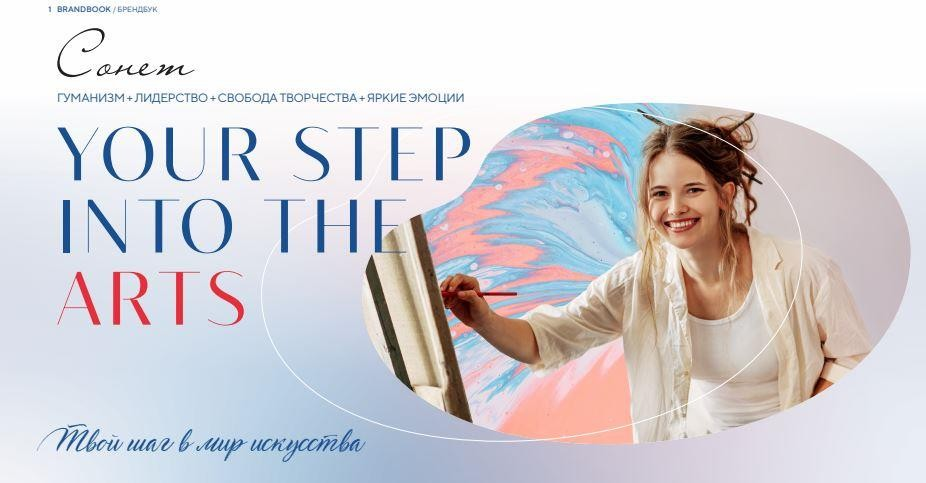 1 BRANDBOOK / БРЕНДБУК
Сонет
ГУМАНИЗМ + ЛИДЕРСТВО + СВОБОДА ТВОРЧЕСТВА + ЯРКИЕ ЭМОЦИИ
YOUR STEP
INTO THE
ARTS
Твой шаг в мир искусства